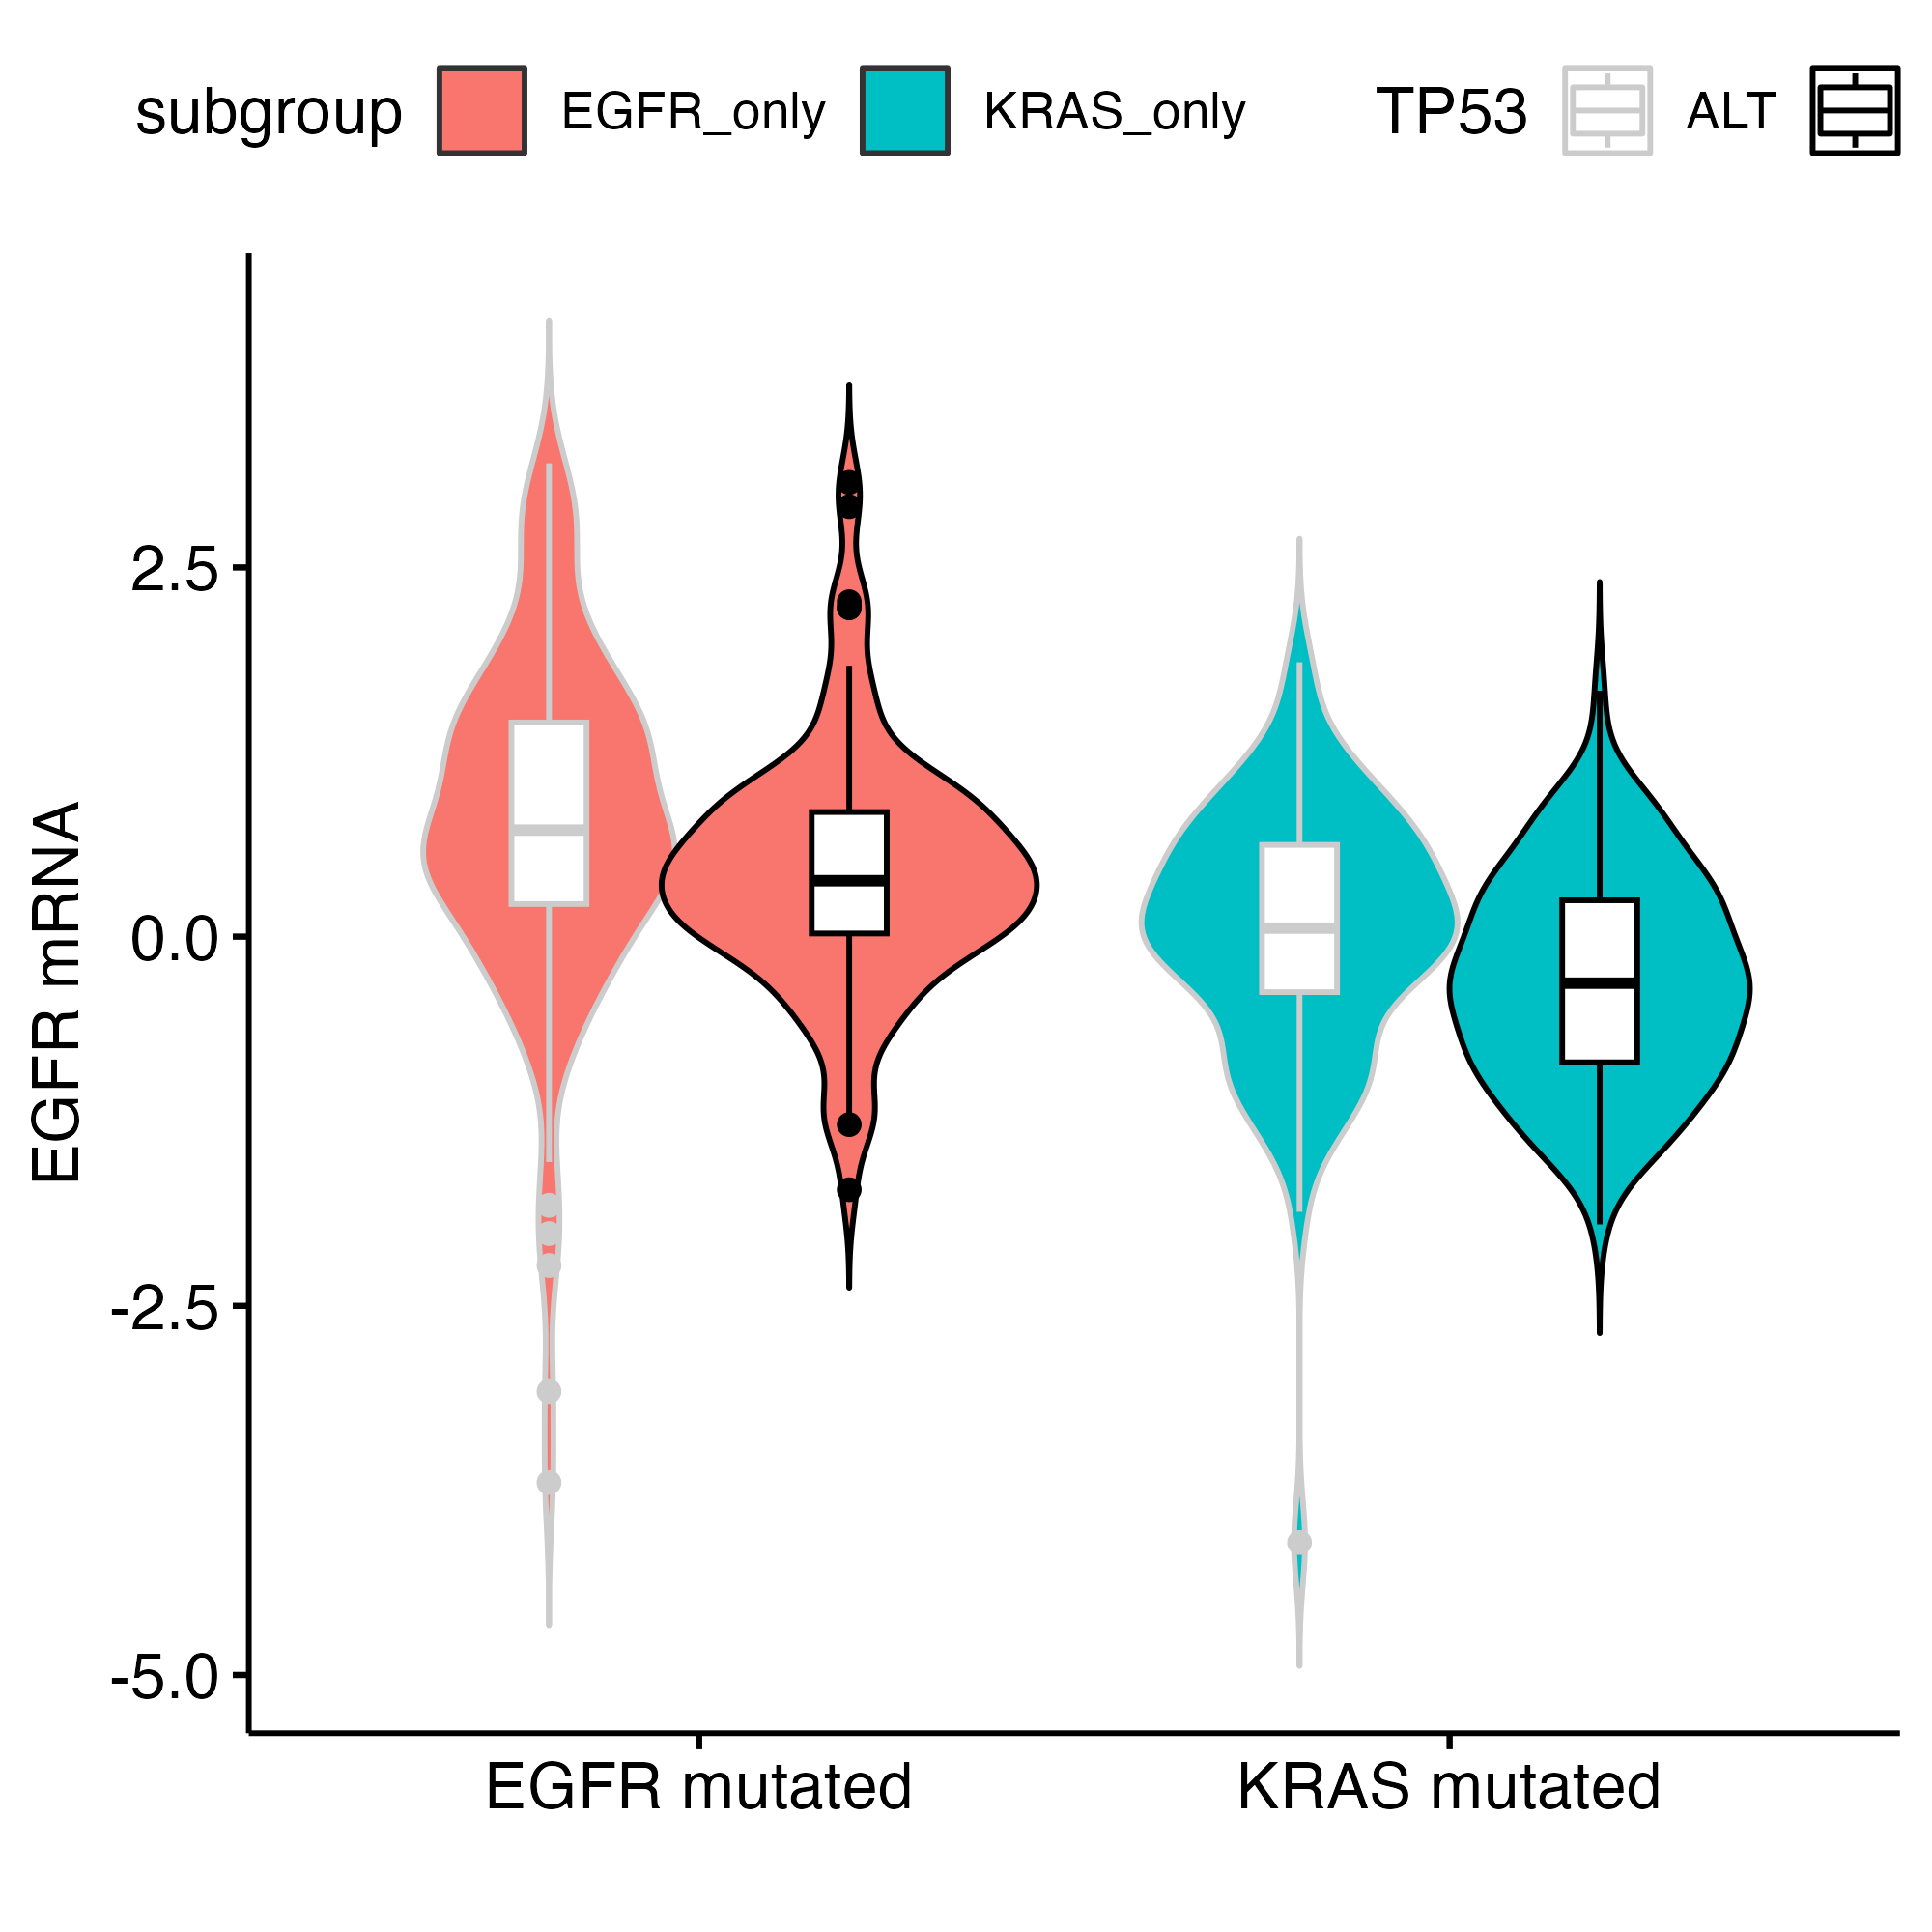 subgroup EGFR_only KRAS_only TP53 ALT
2.5
0.0
-2.5
-5.0
EGFR mRNA
EGFR mutated KRAS mutated